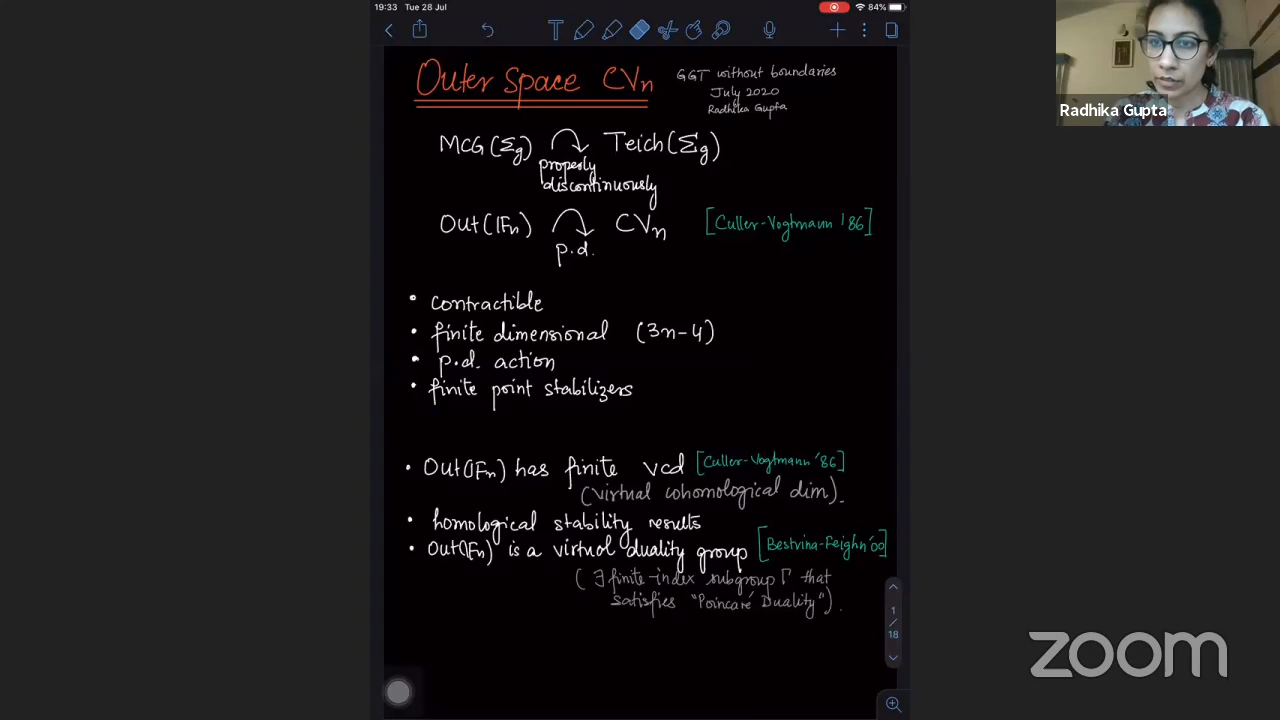 19:33 Tue 28 Jul
84%
Outer space CVn
GGT without boundaries
July 2020
Radhika Gupta
MCG(Σg) ↷ Teich(Σg)
properly
discontinuously
Out(Fn) ↷ CVn [Culler-Vogtmann '86]
p.d.
• contractible
• finite dimensional (3n-4)
• p.d. action
• finite point stabilizers
• Out(Fn) has finite vcd [Culler-Vogtmann '86]
(virtual cohomological dim).
• homological stability results
• Out(Fn) is a virtual duality group [Bestvina-Feighn '00]
(∃ finite-index subgroup Γ that
satisfies "Poincaré Duality").
1
/
18
Radhika Gupta
zoom